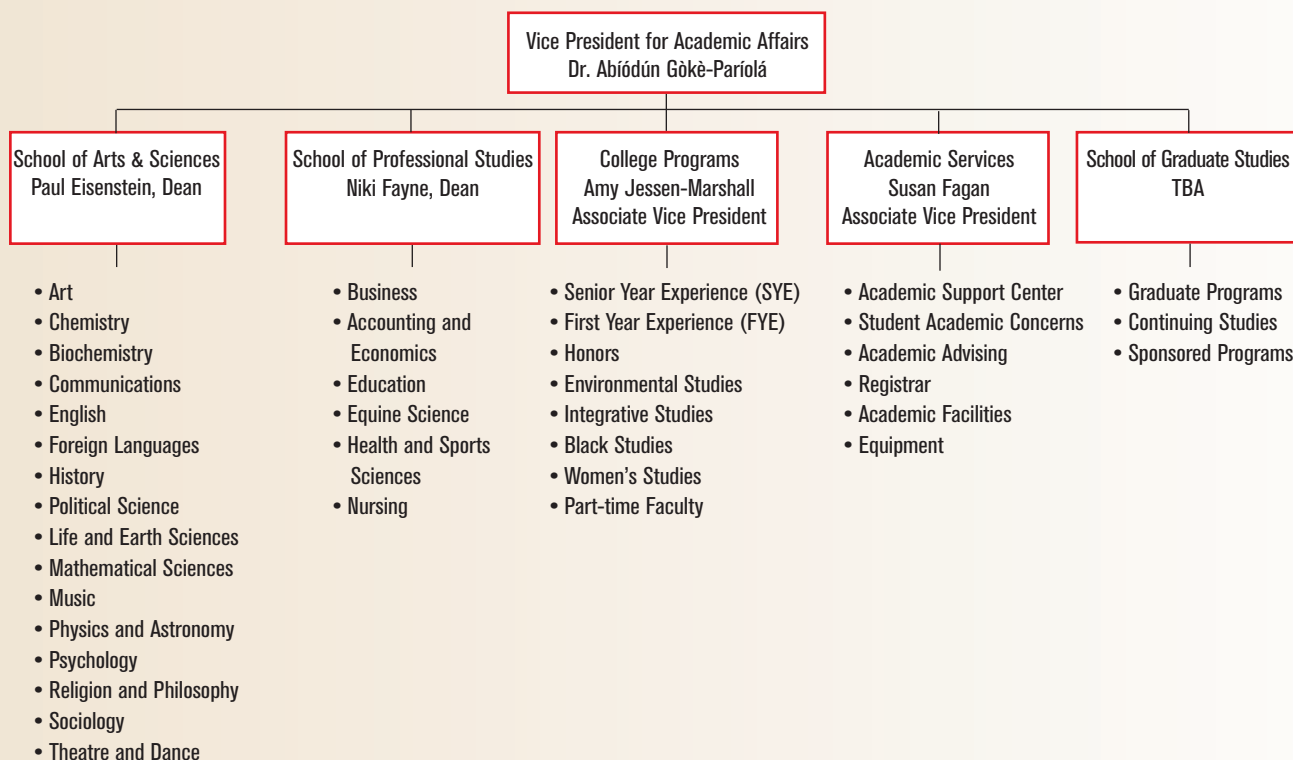 Vice President for Academic Affairs
Dr. Abíódún Gòkè-Paríolá
School of Arts & Sciences
Paul Eisenstein, Dean
• Art
• Chemistry
• Biochemistry
• Communications
• English
• Foreign Languages
• History
• Political Science
• Life and Earth Sciences
• Mathematical Sciences
• Music
• Physics and Astronomy
• Psychology
• Religion and Philosophy
• Sociology
• Theatre and Dance
School of Professional Studies
Niki Fayne, Dean
• Business
• Accounting and
Economics
• Education
• Equine Science
• Health and Sports
Sciences
• Nursing
College Programs
Amy Jessen-Marshall
Associate Vice President
• Senior Year Experience (SYE)
• First Year Experience (FYE)
• Honors
• Environmental Studies
• Integrative Studies
• Black Studies
• Women’s Studies
• Part-time Faculty
Academic Services
Susan Fagan
Associate Vice President
• Academic Support Center
• Student Academic Concerns
• Academic Advising
• Registrar
• Academic Facilities
• Equipment
School of Graduate Studies
TBA
• Graduate Programs
• Continuing Studies
• Sponsored Programs